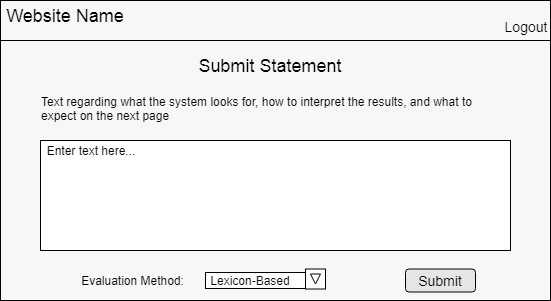 Website Name
Logout
Submit Statement
Text regarding what the system looks for, how to interpret the results, and what to
expect on the next page
Enter text here...
Evaluation Method:
Lexicon-Based
Submit